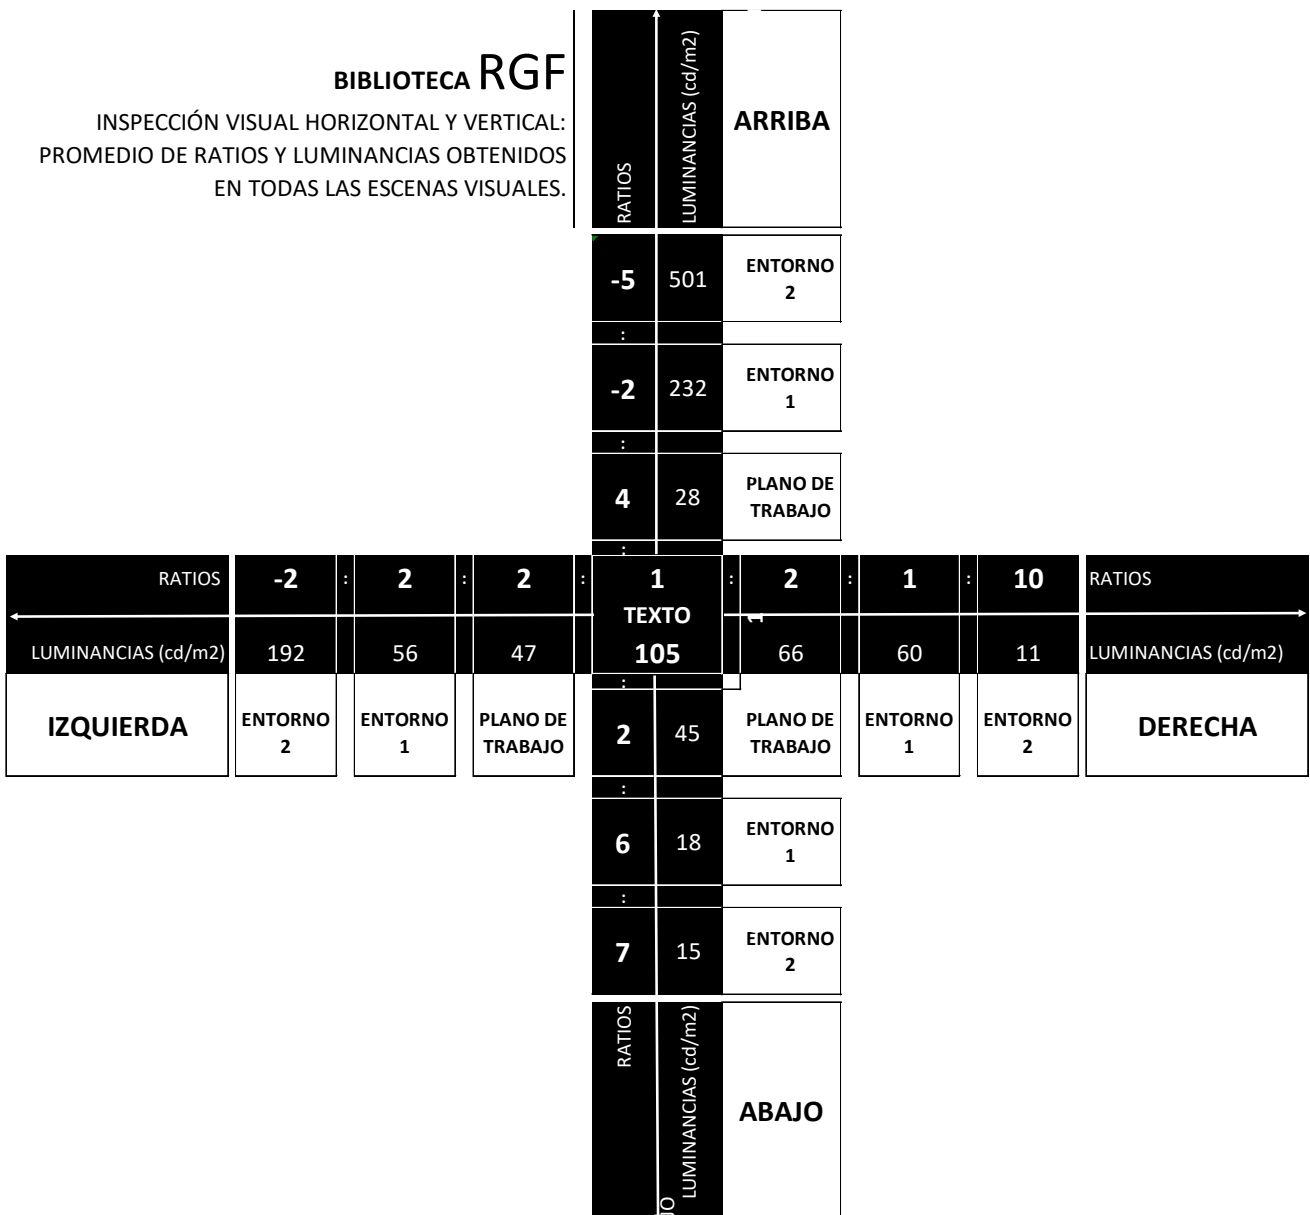 BIBLIOTECA RGF
INSPECCIÓN VISUAL HORIZONTAL Y VERTICAL:
PROMEDIO DE RATIOS Y LUMINANCIAS OBTENIDOS
EN TODAS LAS ESCENAS VISUALES.
RATIOS
LUMINANCIAS (cd/m2)
ARRIBA
-5 501 ENTORNO
2
:
-2 232 ENTORNO
1
:
4 28 PLANO DE
TRABAJO
:
RATIOS -2 : 2 : 2 : 1 : 2 : 1 : 10 RATIOS
TEXTO
1
LUMINANCIAS (cd/m2) 192 56 47 105 66 60 11 LUMINANCIAS (cd/m2)
:
IZQUIERDA
ENTORNO
2
ENTORNO
1
PLANO DE
TRABAJO
2 45
PLANO DE
TRABAJO
ENTORNO
1
ENTORNO
2
DERECHA
:
6 18 ENTORNO
1
:
7 15 ENTORNO
2
RATIOS
LUMINANCIAS (cd/m2)
ABAJO
JO